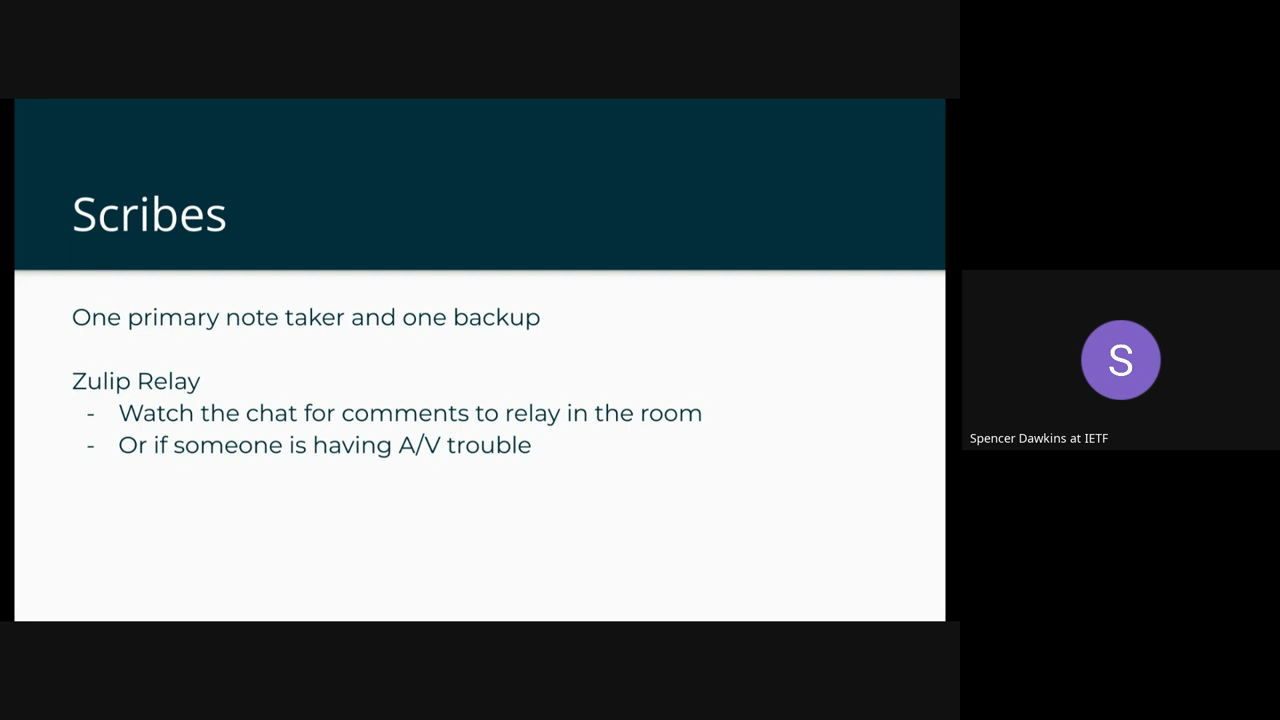 Scribes
One primary note taker and one backup
Zulip Relay
- Watch the chat for comments to relay in the room
- Or if someone is having A/V trouble
S
Spencer Dawkins at IETF